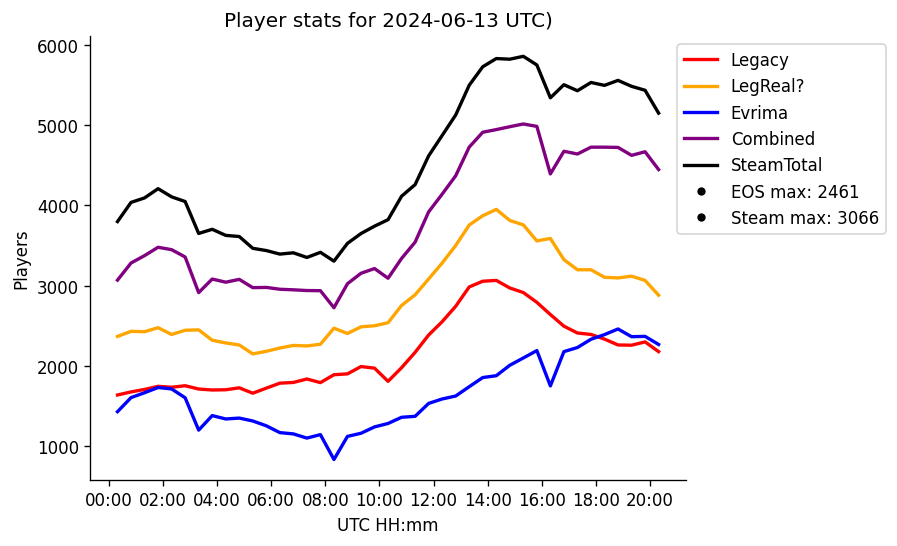 Player stats for 2024-06-13 UTC)
6000
5000
4000
3000
2000
1000
Players
00:00 02:00 04:00 06:00 08:00 10:00 12:00 14:00 16:00 18:00 20:00
UTC HH:mm
Legacy
LegReal?
Evrima
Combined
SteamTotal
EOS max: 2461
Steam max: 3066